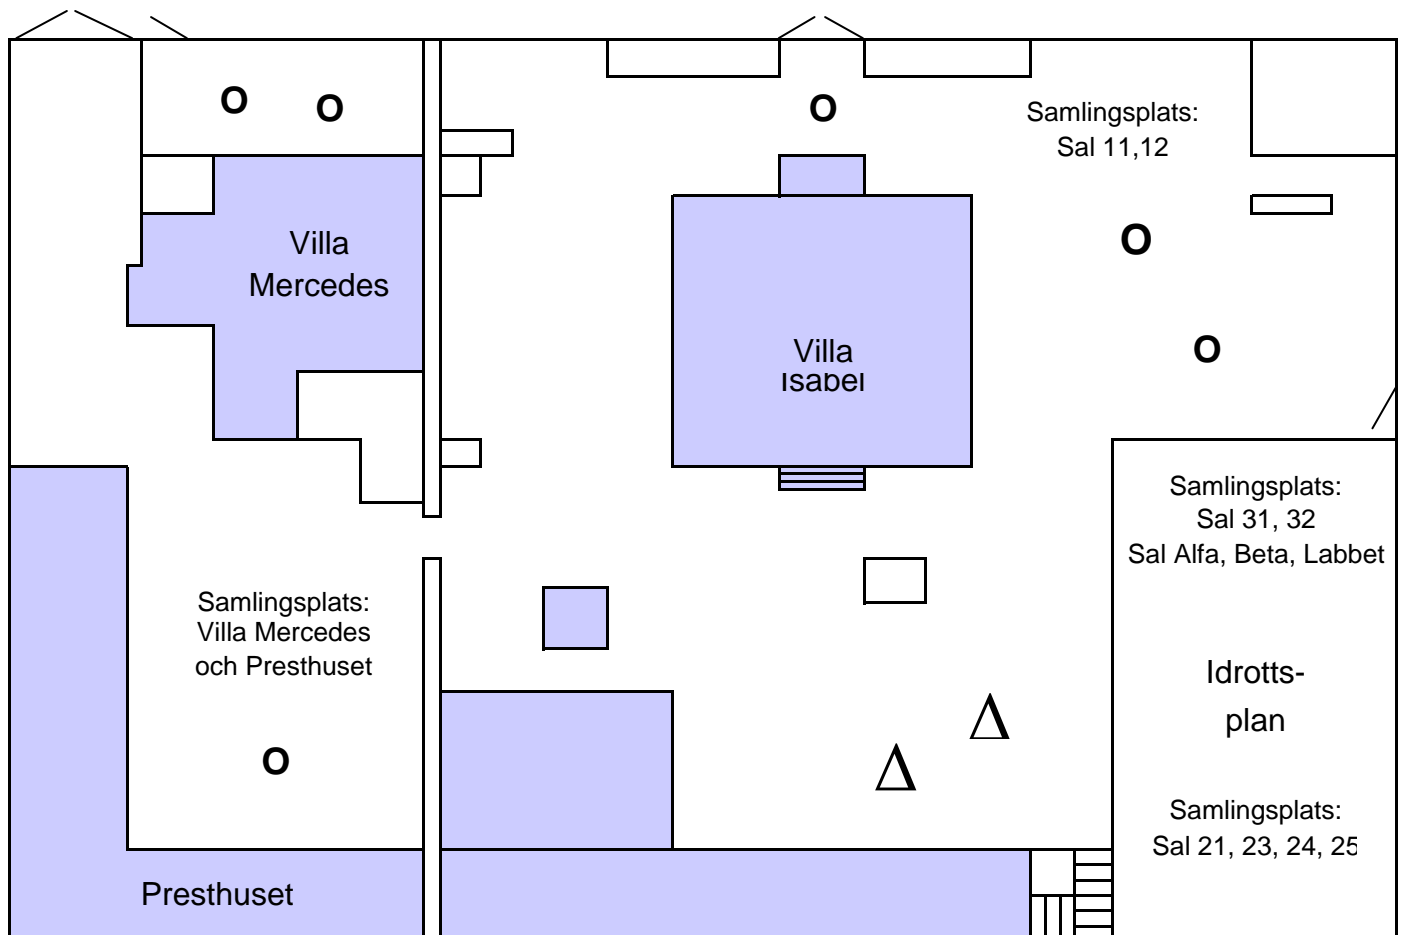 O
O
O
Samlingsplats:
Sal 11,12
Villa
Mercedes
O
Villa
Isabel
O
Samlingsplats:
Sal 31, 32
Sal Alfa, Beta, Labbet
Samlingsplats:
Villa Mercedes
och Presthuset
Idrotts-
plan
Δ
Δ
O
Samlingsplats:
Sal 21, 23, 24, 25
Presthuset